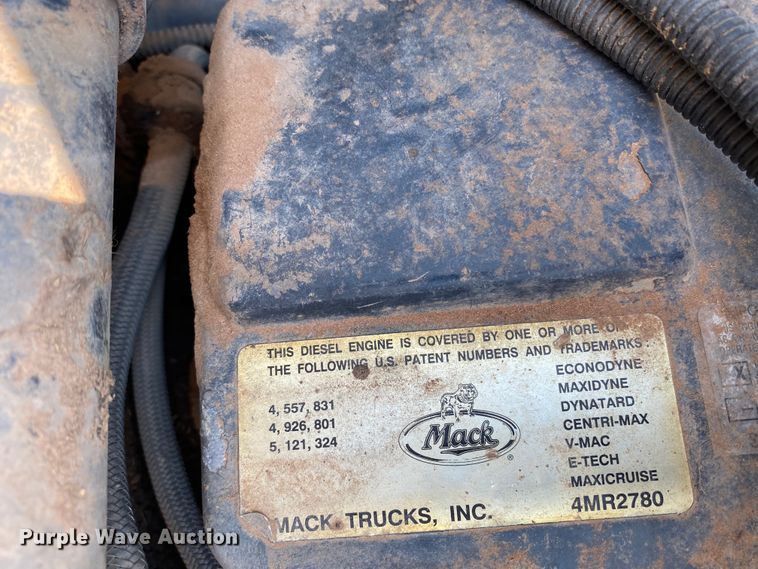 THIS DIESEL ENGINE IS COVERED BY ONE OR MORE OF
THE FOLLOWING U.S. PATENT NUMBERS AND TRADEMARKS:
4,557,831
4,926,801
5,121,324
Mack
®
ECONODYNE
MAXIDYNE
DYNATARD
CENTRI-MAX
V-MAC
E-TECH
MAXICRUISE
MACK TRUCKS, INC.
4MR2780
Purple Wave Auction